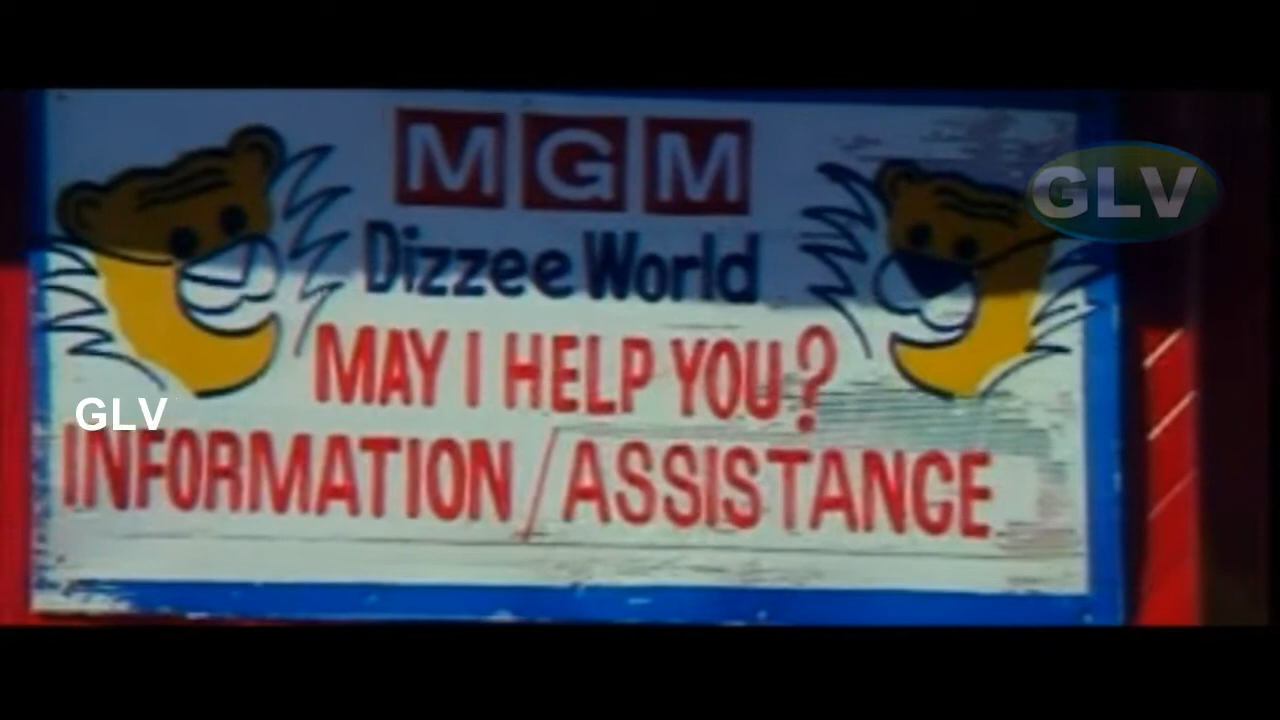 MGM
GLV
Dizzee World
MAY I HELP YOU?
GLV
INFORMATION/ASSISTANCE